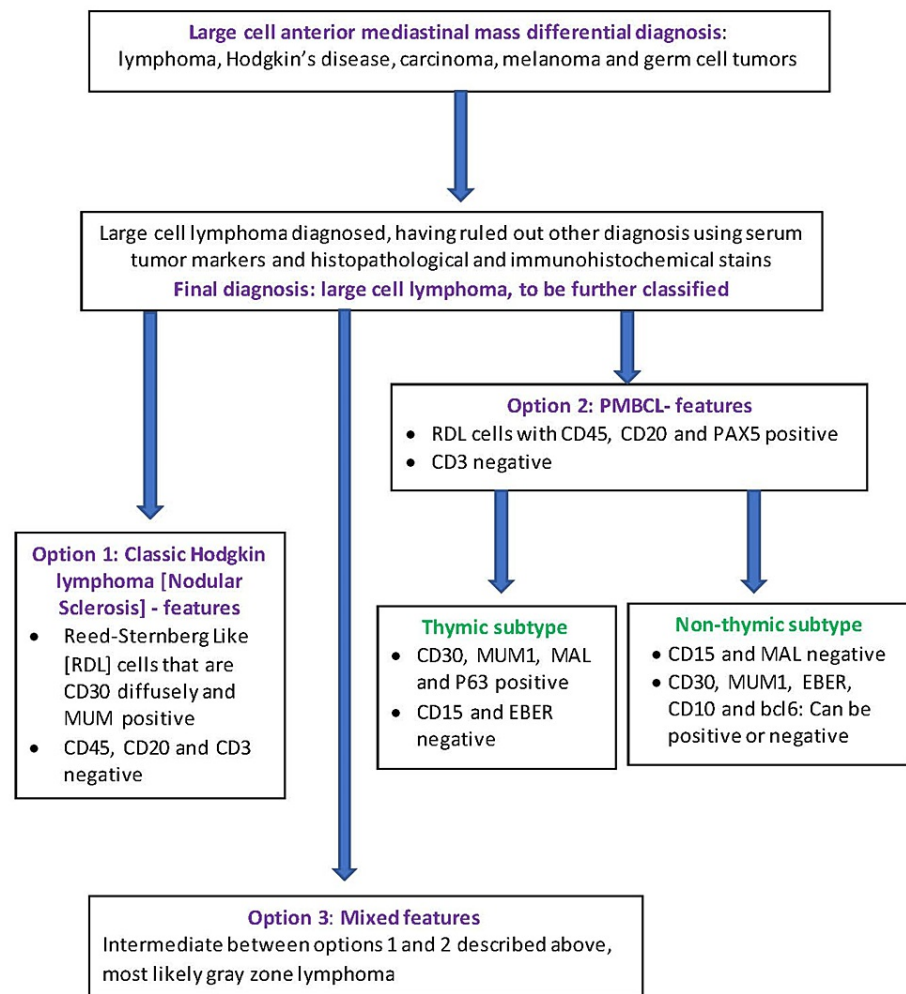 Large cell anterior mediastinal mass differential diagnosis:
lymphoma, Hodgkin's disease, carcinoma, melanoma and germ cell tumors
Large cell lymphoma diagnosed, having ruled out other diagnosis using serum
tumor markers and histopathological and immunohistochemical stains
Final diagnosis: large cell lymphoma, to be further classified
Option 2: PMBCL- features
• RDL cells with CD45, CD20 and PAX5 positive
• CD3 negative
Option 1: Classic Hodgkin
lymphoma [Nodular
Sclerosis] - features
• Reed-Sternberg Like
[RDL] cells that are
CD30 diffusely and
MUM positive
• CD45, CD20 and CD3
negative
Thymic subtype
• CD30, MUM1, MAL
and P63 positive
• CD15 and EBER
negative
Non-thymic subtype
• CD15 and MAL negative
• CD30, MUM1, EBER,
CD10 and bcl6: Can be
positive or negative
Option 3: Mixed features
Intermediate between options 1 and 2 described above,
most likely gray zone lymphoma